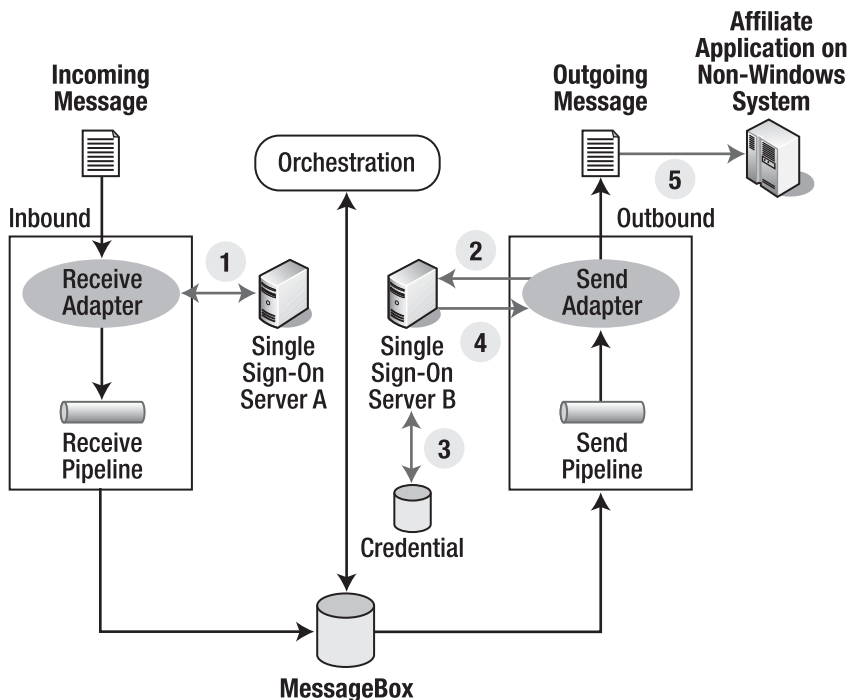 Affiliate
Application on
Non-Windows
System
Incoming
Message
Outgoing
Message
Orchestration
5
Inbound
Outbound
1
2
Receive
Adapter
Send
Adapter
4
Single
Sign-On
Server A
Single
Sign-On
Server B
3
Receive
Pipeline
Send
Pipeline
Credential
MessageBox